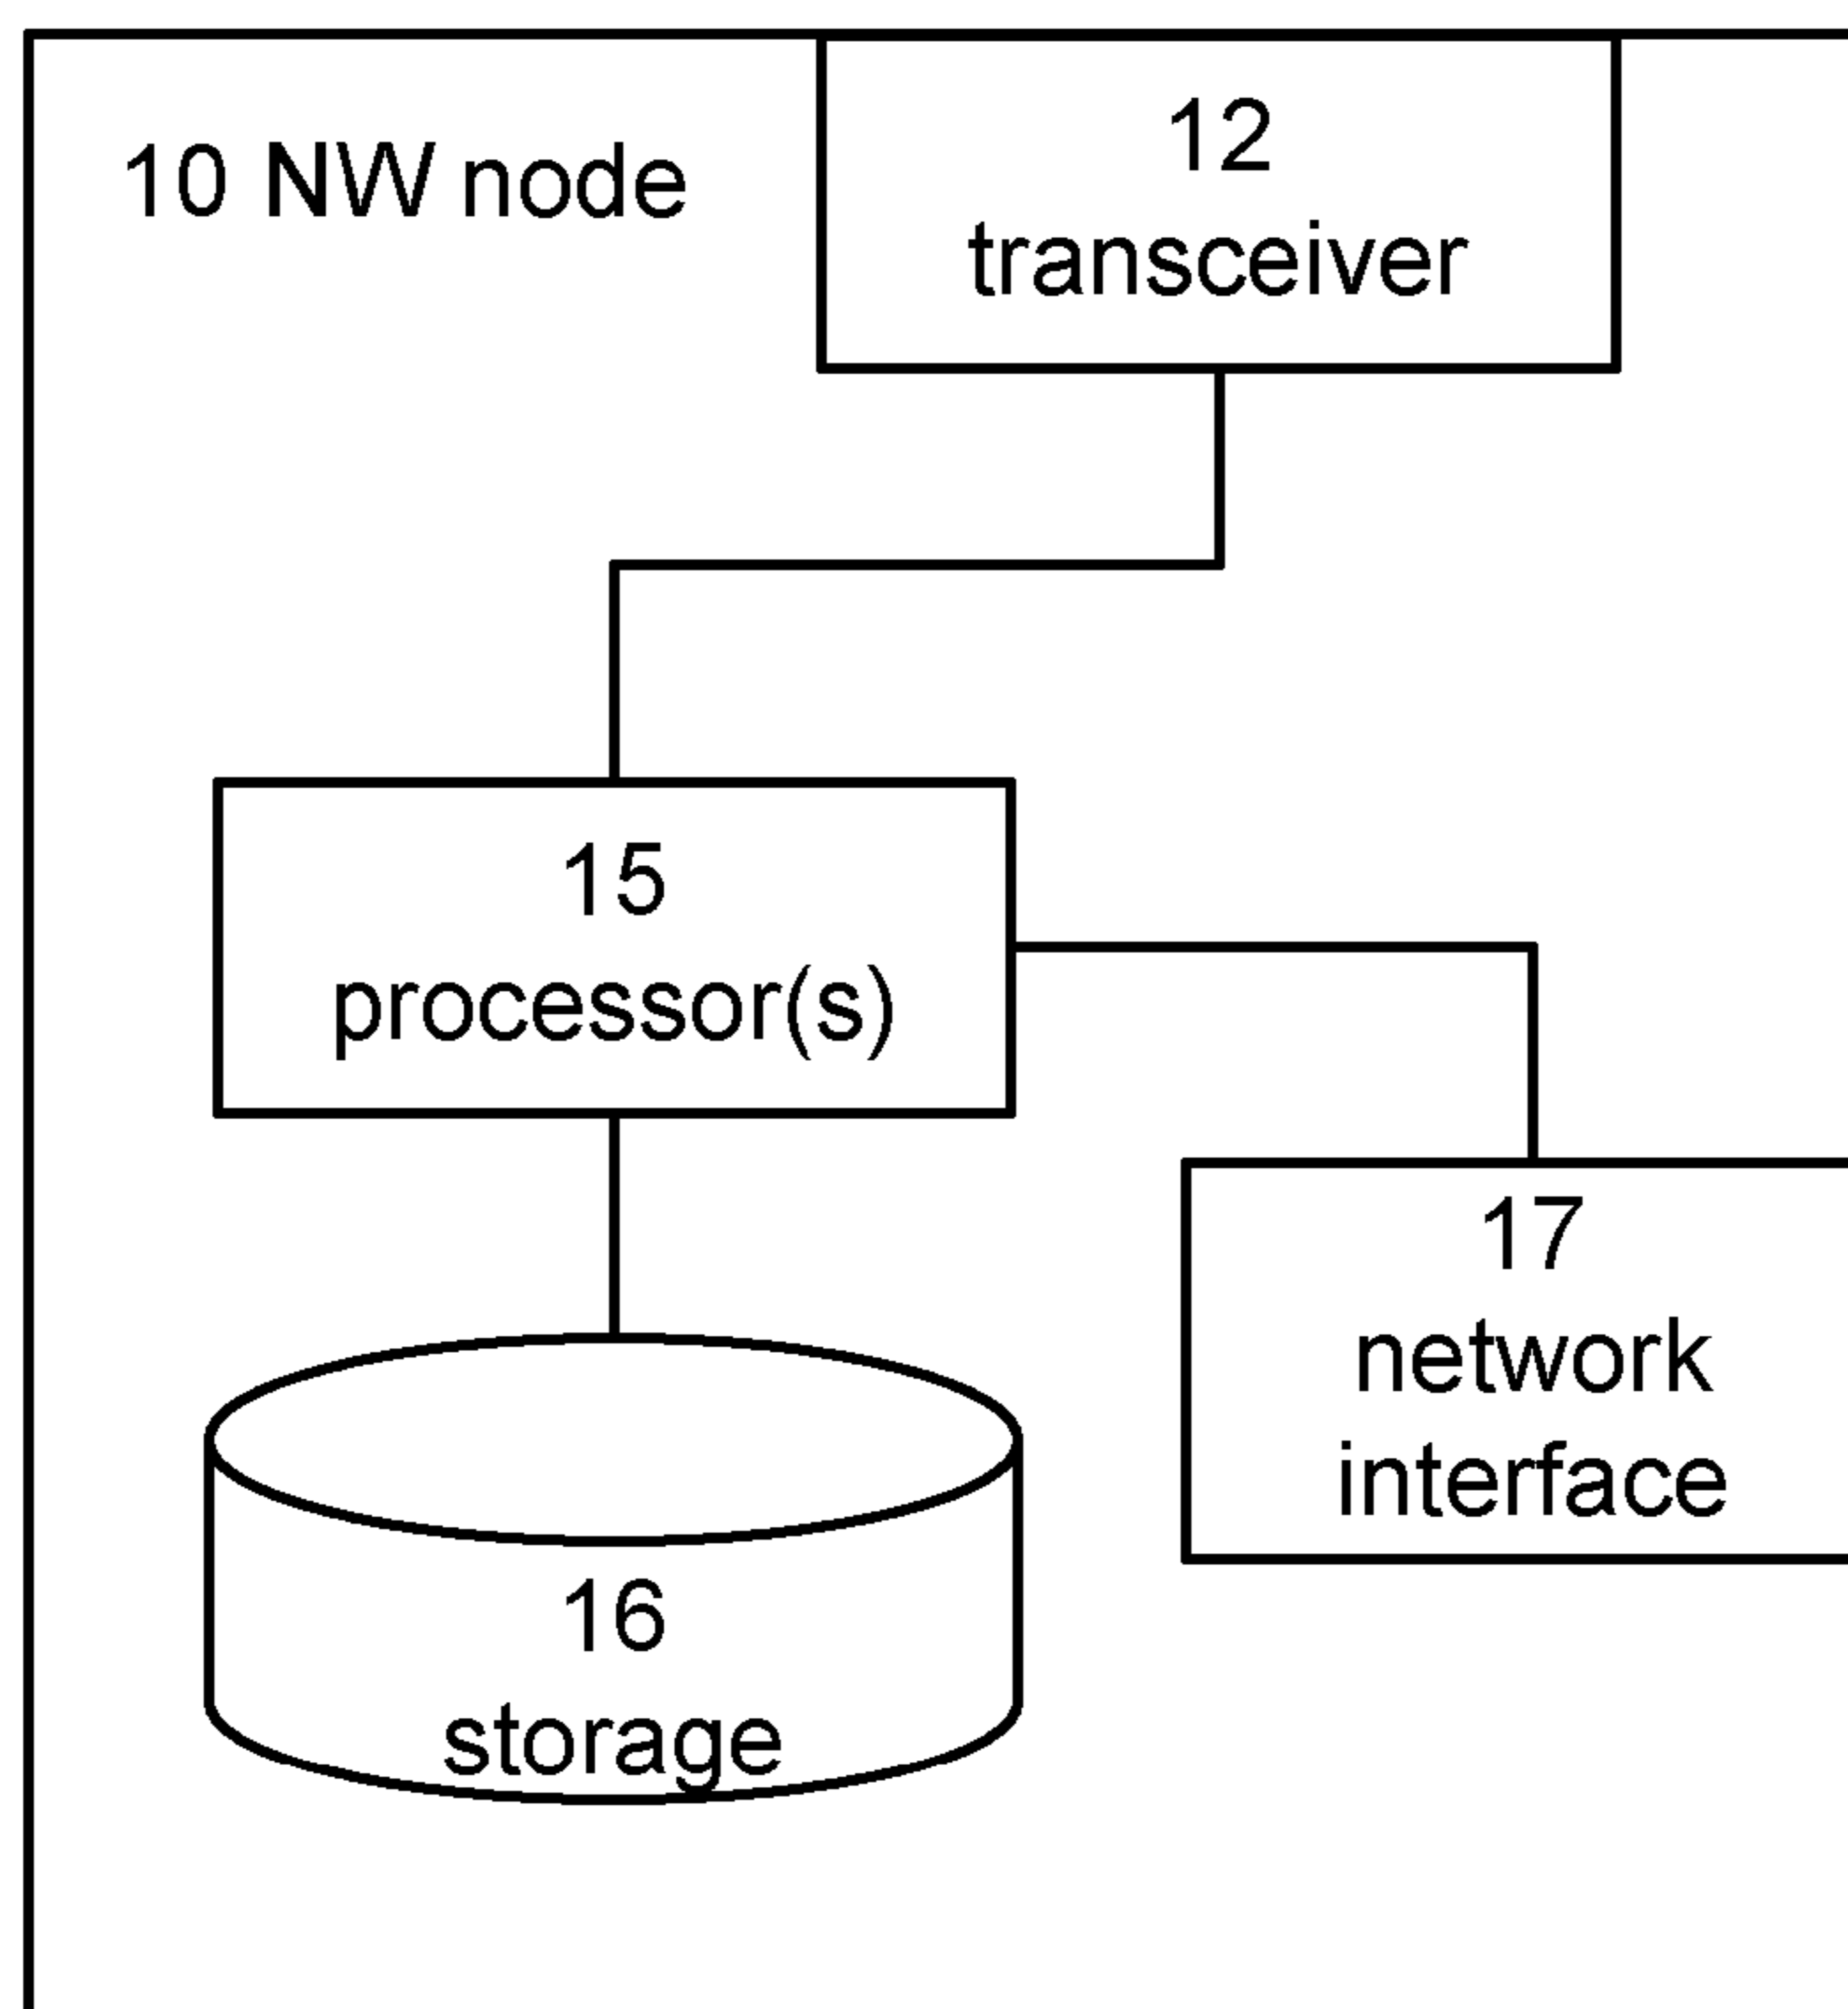 10 NW node
12
transceiver
15
processor(s)
17
network
interface
16
storage